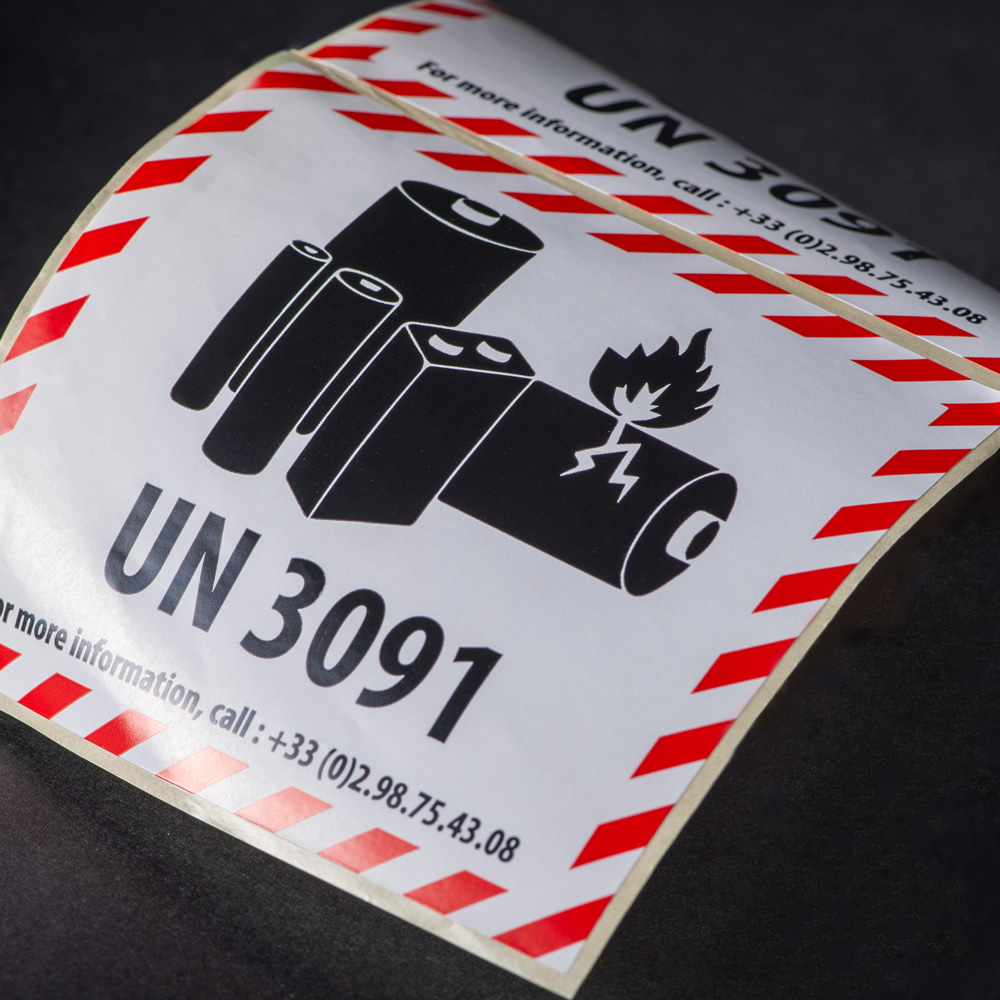 UN 3091
For more information, call : +33 (0)2.98.75.43.08
UN 3091
or more information, call : +33 (0)2.98.75.43.08